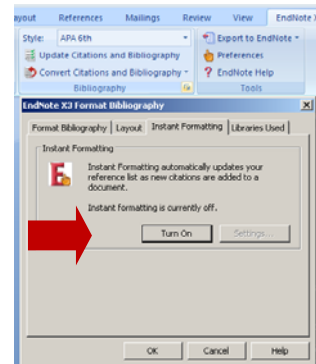 ayout References Mailings Review View EndNote X
Style: APA 6th Export to EndNote
Update Citations and Bibliography Preferences
Convert Citations and Bibliography EndNote Help
Bibliography Tools
EndNote X3 Format Bibliography
Format Bibliography Layout Instant Formatting Libraries Used
Instant Formatting
Instant Formatting automatically updates your
reference list as new citations are added to a
document.
Instant formatting is currently off.
Turn On Settings...
OK Cancel Help